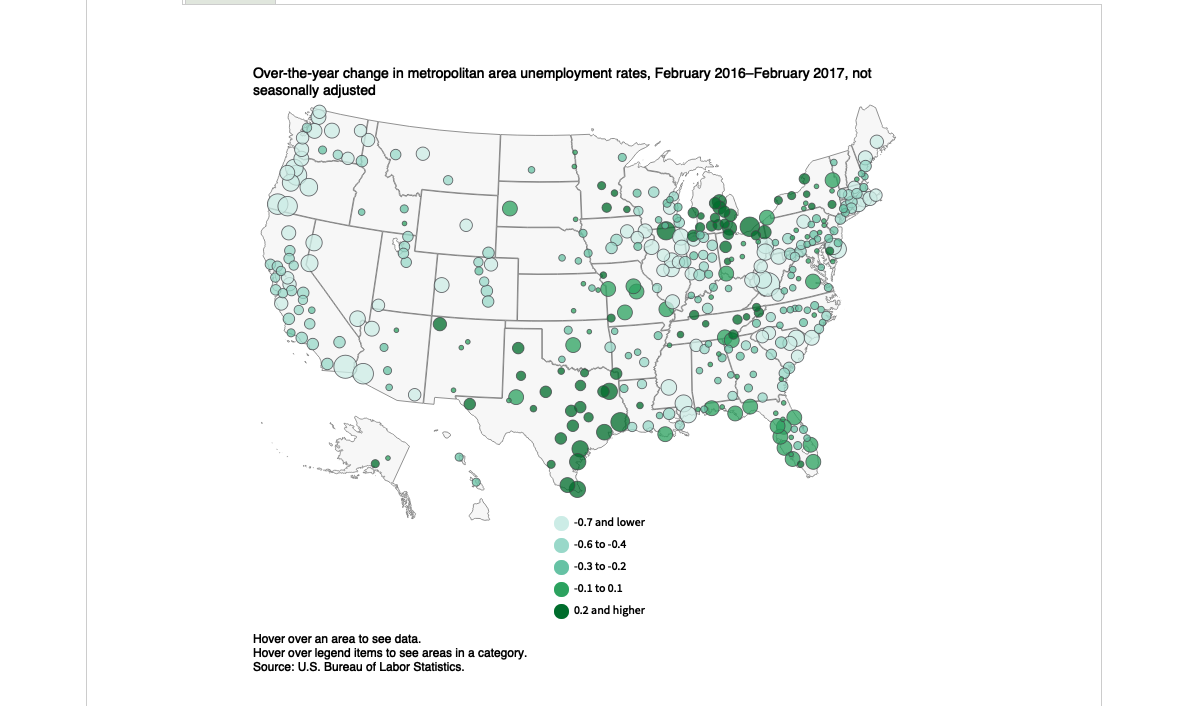 Over-the-year change in metropolitan area unemployment rates, February 2016–February 2017, not
seasonally adjusted
-0.7 and lower
-0.6 to -0.4
-0.3 to -0.2
-0.1 to 0.1
0.2 and higher
Hover over an area to see data.
Hover over legend items to see areas in a category.
Source: U.S. Bureau of Labor Statistics.